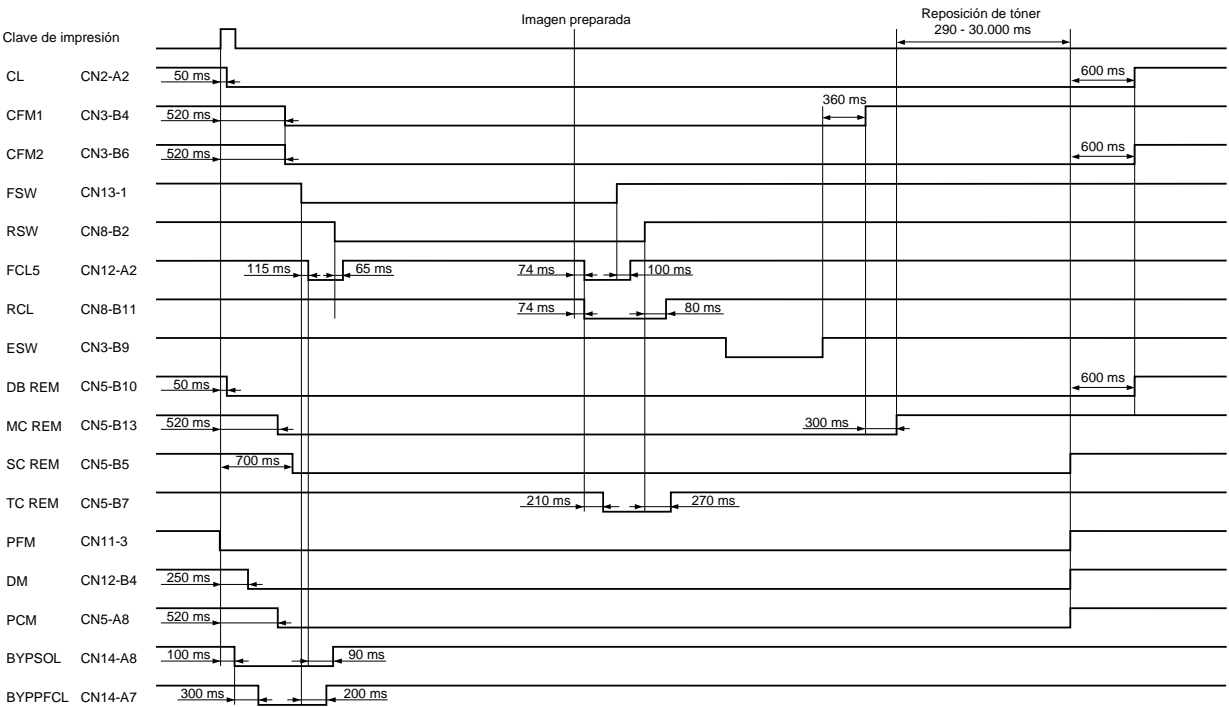 Imagen preparada
Reposición de tóner
290 - 30.000 ms
Clave de impresión
CL CN2-A2 50 ms 600 ms
CFM1 CN3-B4 520 ms 360 ms
CFM2 CN3-B6 520 ms 600 ms
FSW CN13-1
RSW CN8-B2
FCL5 CN12-A2 115 ms 65 ms 74 ms 100 ms
RCL CN8-B11 74 ms 80 ms
ESW CN3-B9
DB REM CN5-B10 50 ms 600 ms
MC REM CN5-B13 520 ms 300 ms
SC REM CN5-B5 700 ms
TC REM CN5-B7 210 ms 270 ms
PFM CN11-3
DM CN12-B4 250 ms
PCM CN5-A8 520 ms
BYPSOL CN14-A8 100 ms 90 ms
BYPPFCL CN14-A7 300 ms 200 ms